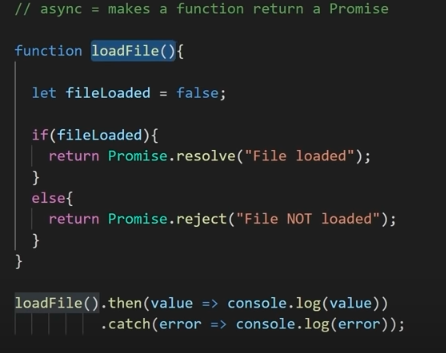 // async = makes a function return a Promise
function loadFile(){
let fileLoaded = false;
if(fileLoaded){
return Promise.resolve("File loaded");
}
else{
return Promise.reject("File NOT loaded");
}
}
loadFile().then(value => console.log(value))
.catch(error => console.log(error));